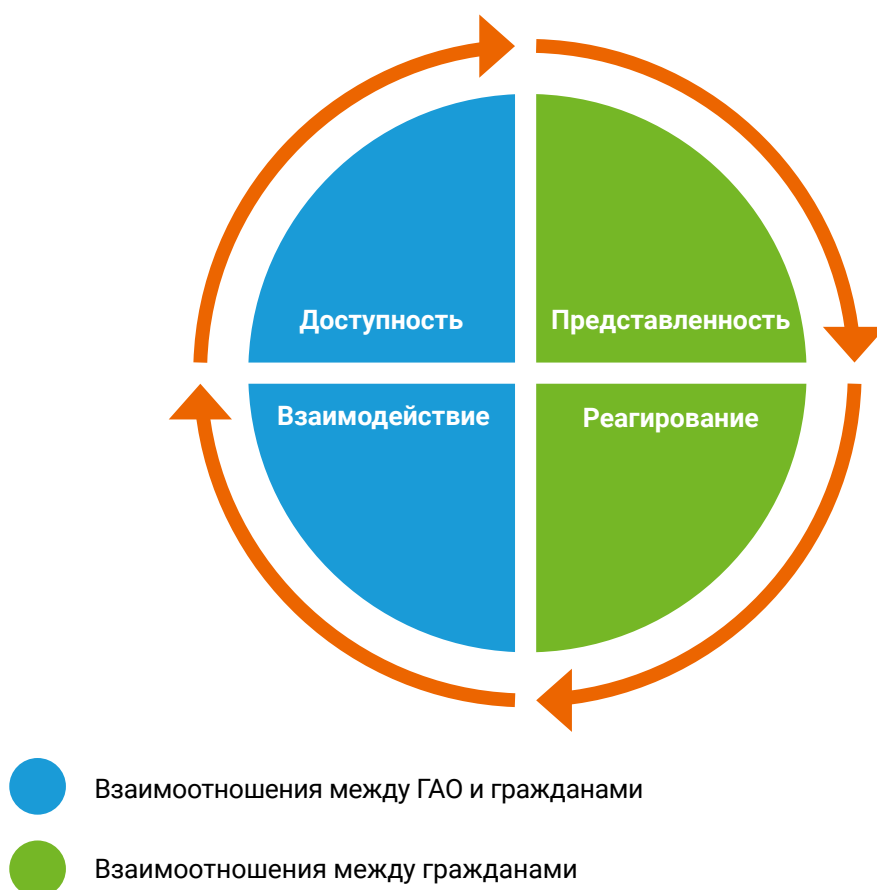 Доступность
Представленность
Взаимодействие
Реагирование
Взаимоотношения между ГАО и гражданами
Взаимоотношения между гражданами